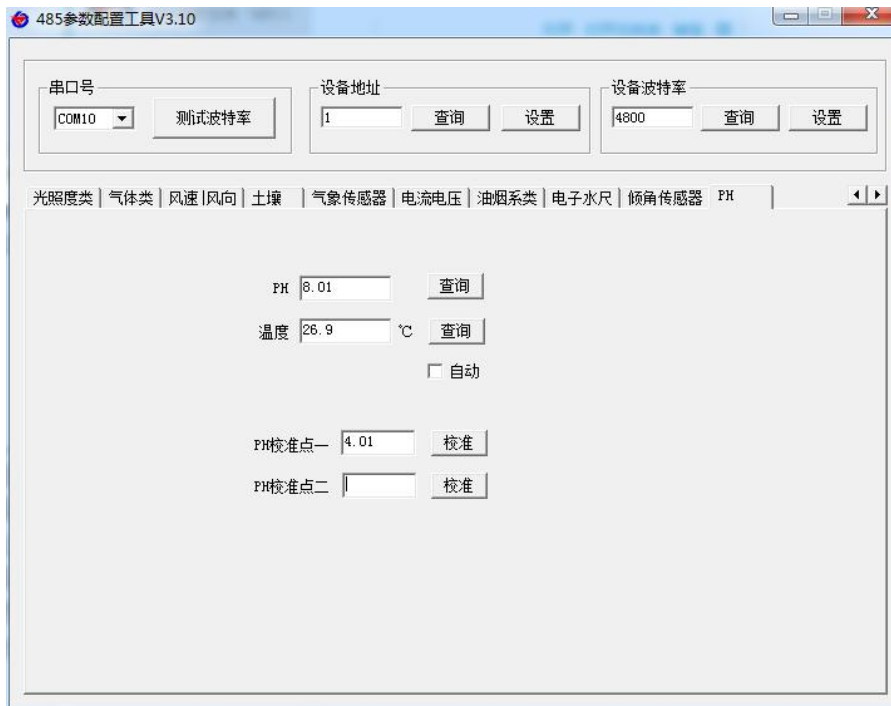 485参数配置工具V3.10
串口号 设备地址 设备波特率
COM10 测试波特率 1 查询 设置 4800 查询 设置
光照度类 气体类 风速|风向 土壤 气象传感器 电流电压 油烟系类 电子水尺 倾角传感器 PH
PH 8.01 查询
温度 26.9 ℃ 查询
自动
PH校准点一 4.01 校准
PH校准点二 校准